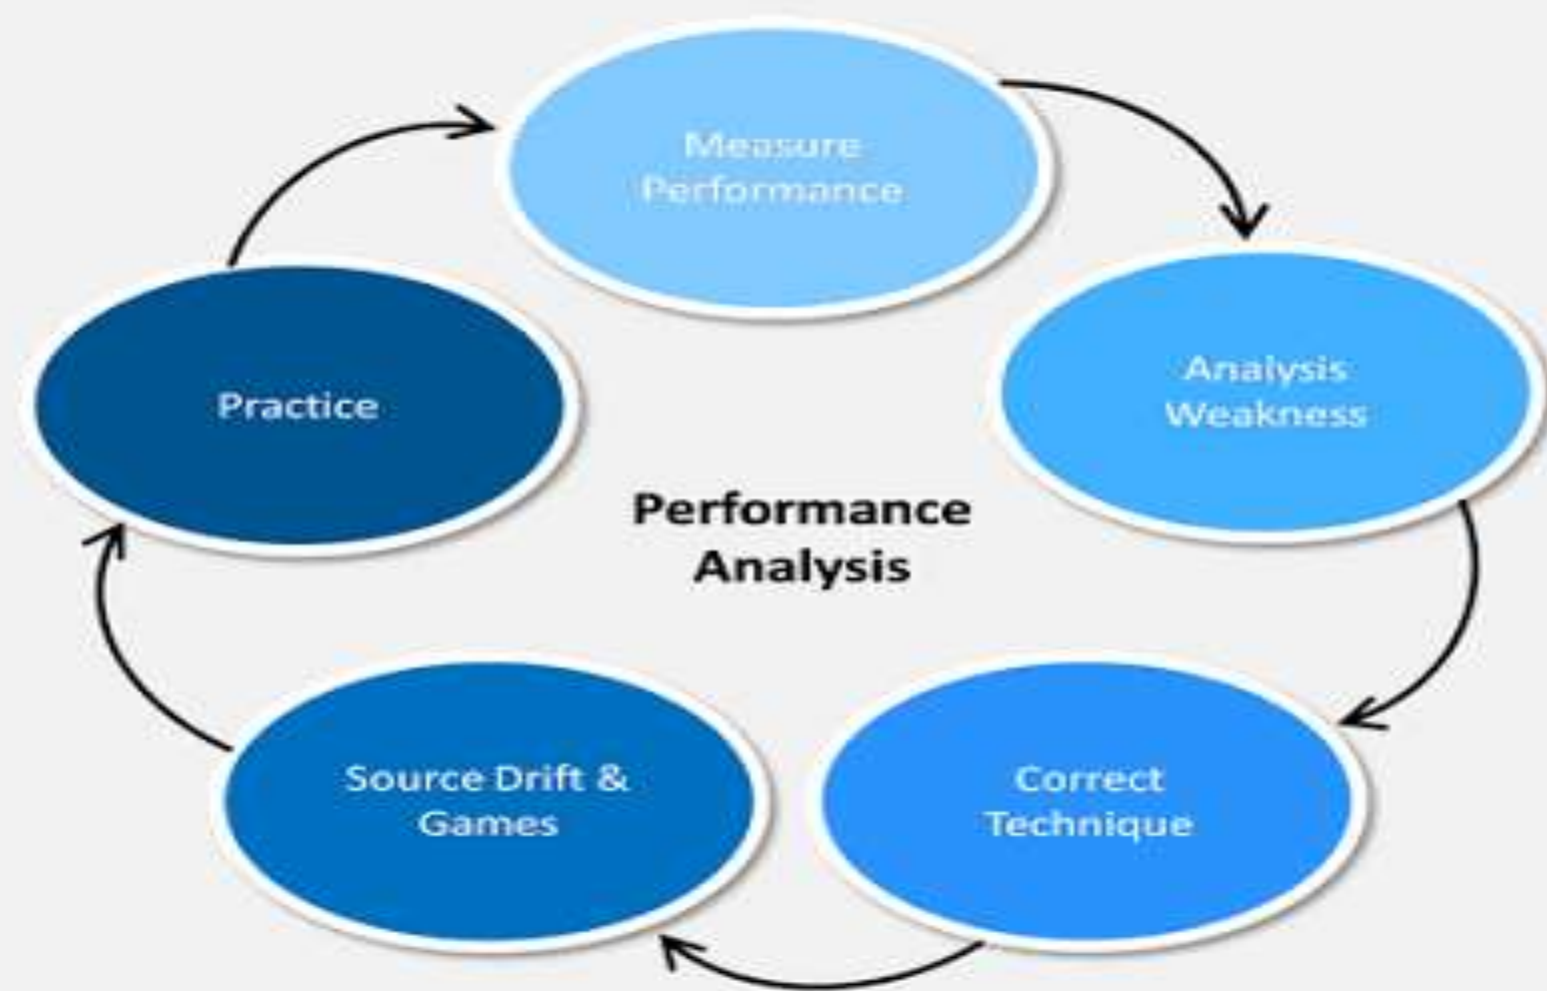 Measure
Performance
Analysis
Weakness
Correct
Technique
Source Drift &
Games
Practice
Performance
Analysis